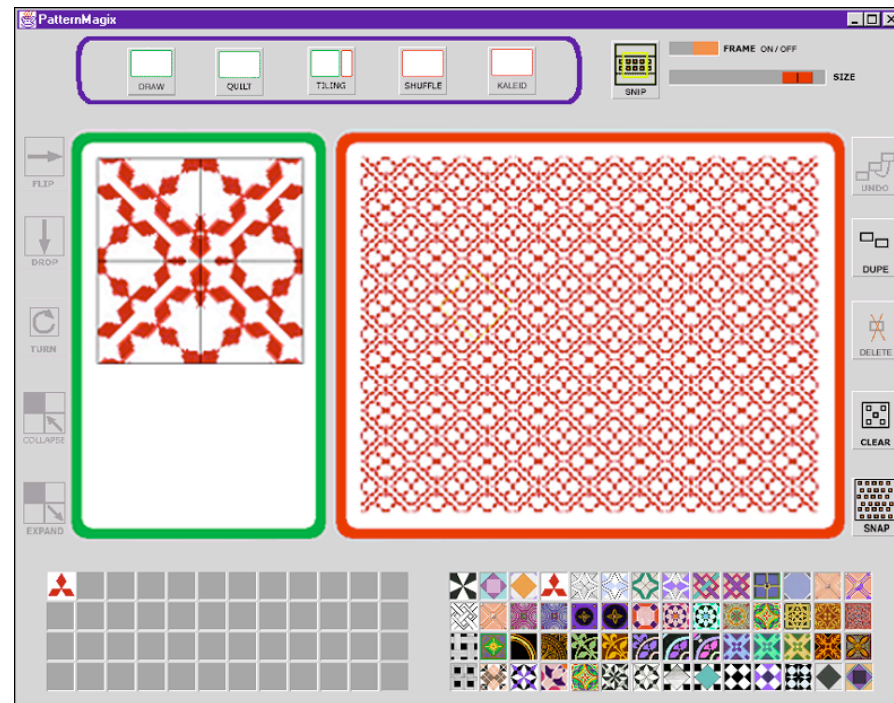 PatternMagix
DRAW
QUILT
TILING
SHUFFLE
KALEID
SNIP
FRAME ON/OFF
SIZE
FLIP
DROP
TURN
COLLAPSE
EXPAND
UNDO
DUPE
DELETE
CLEAR
SNAP